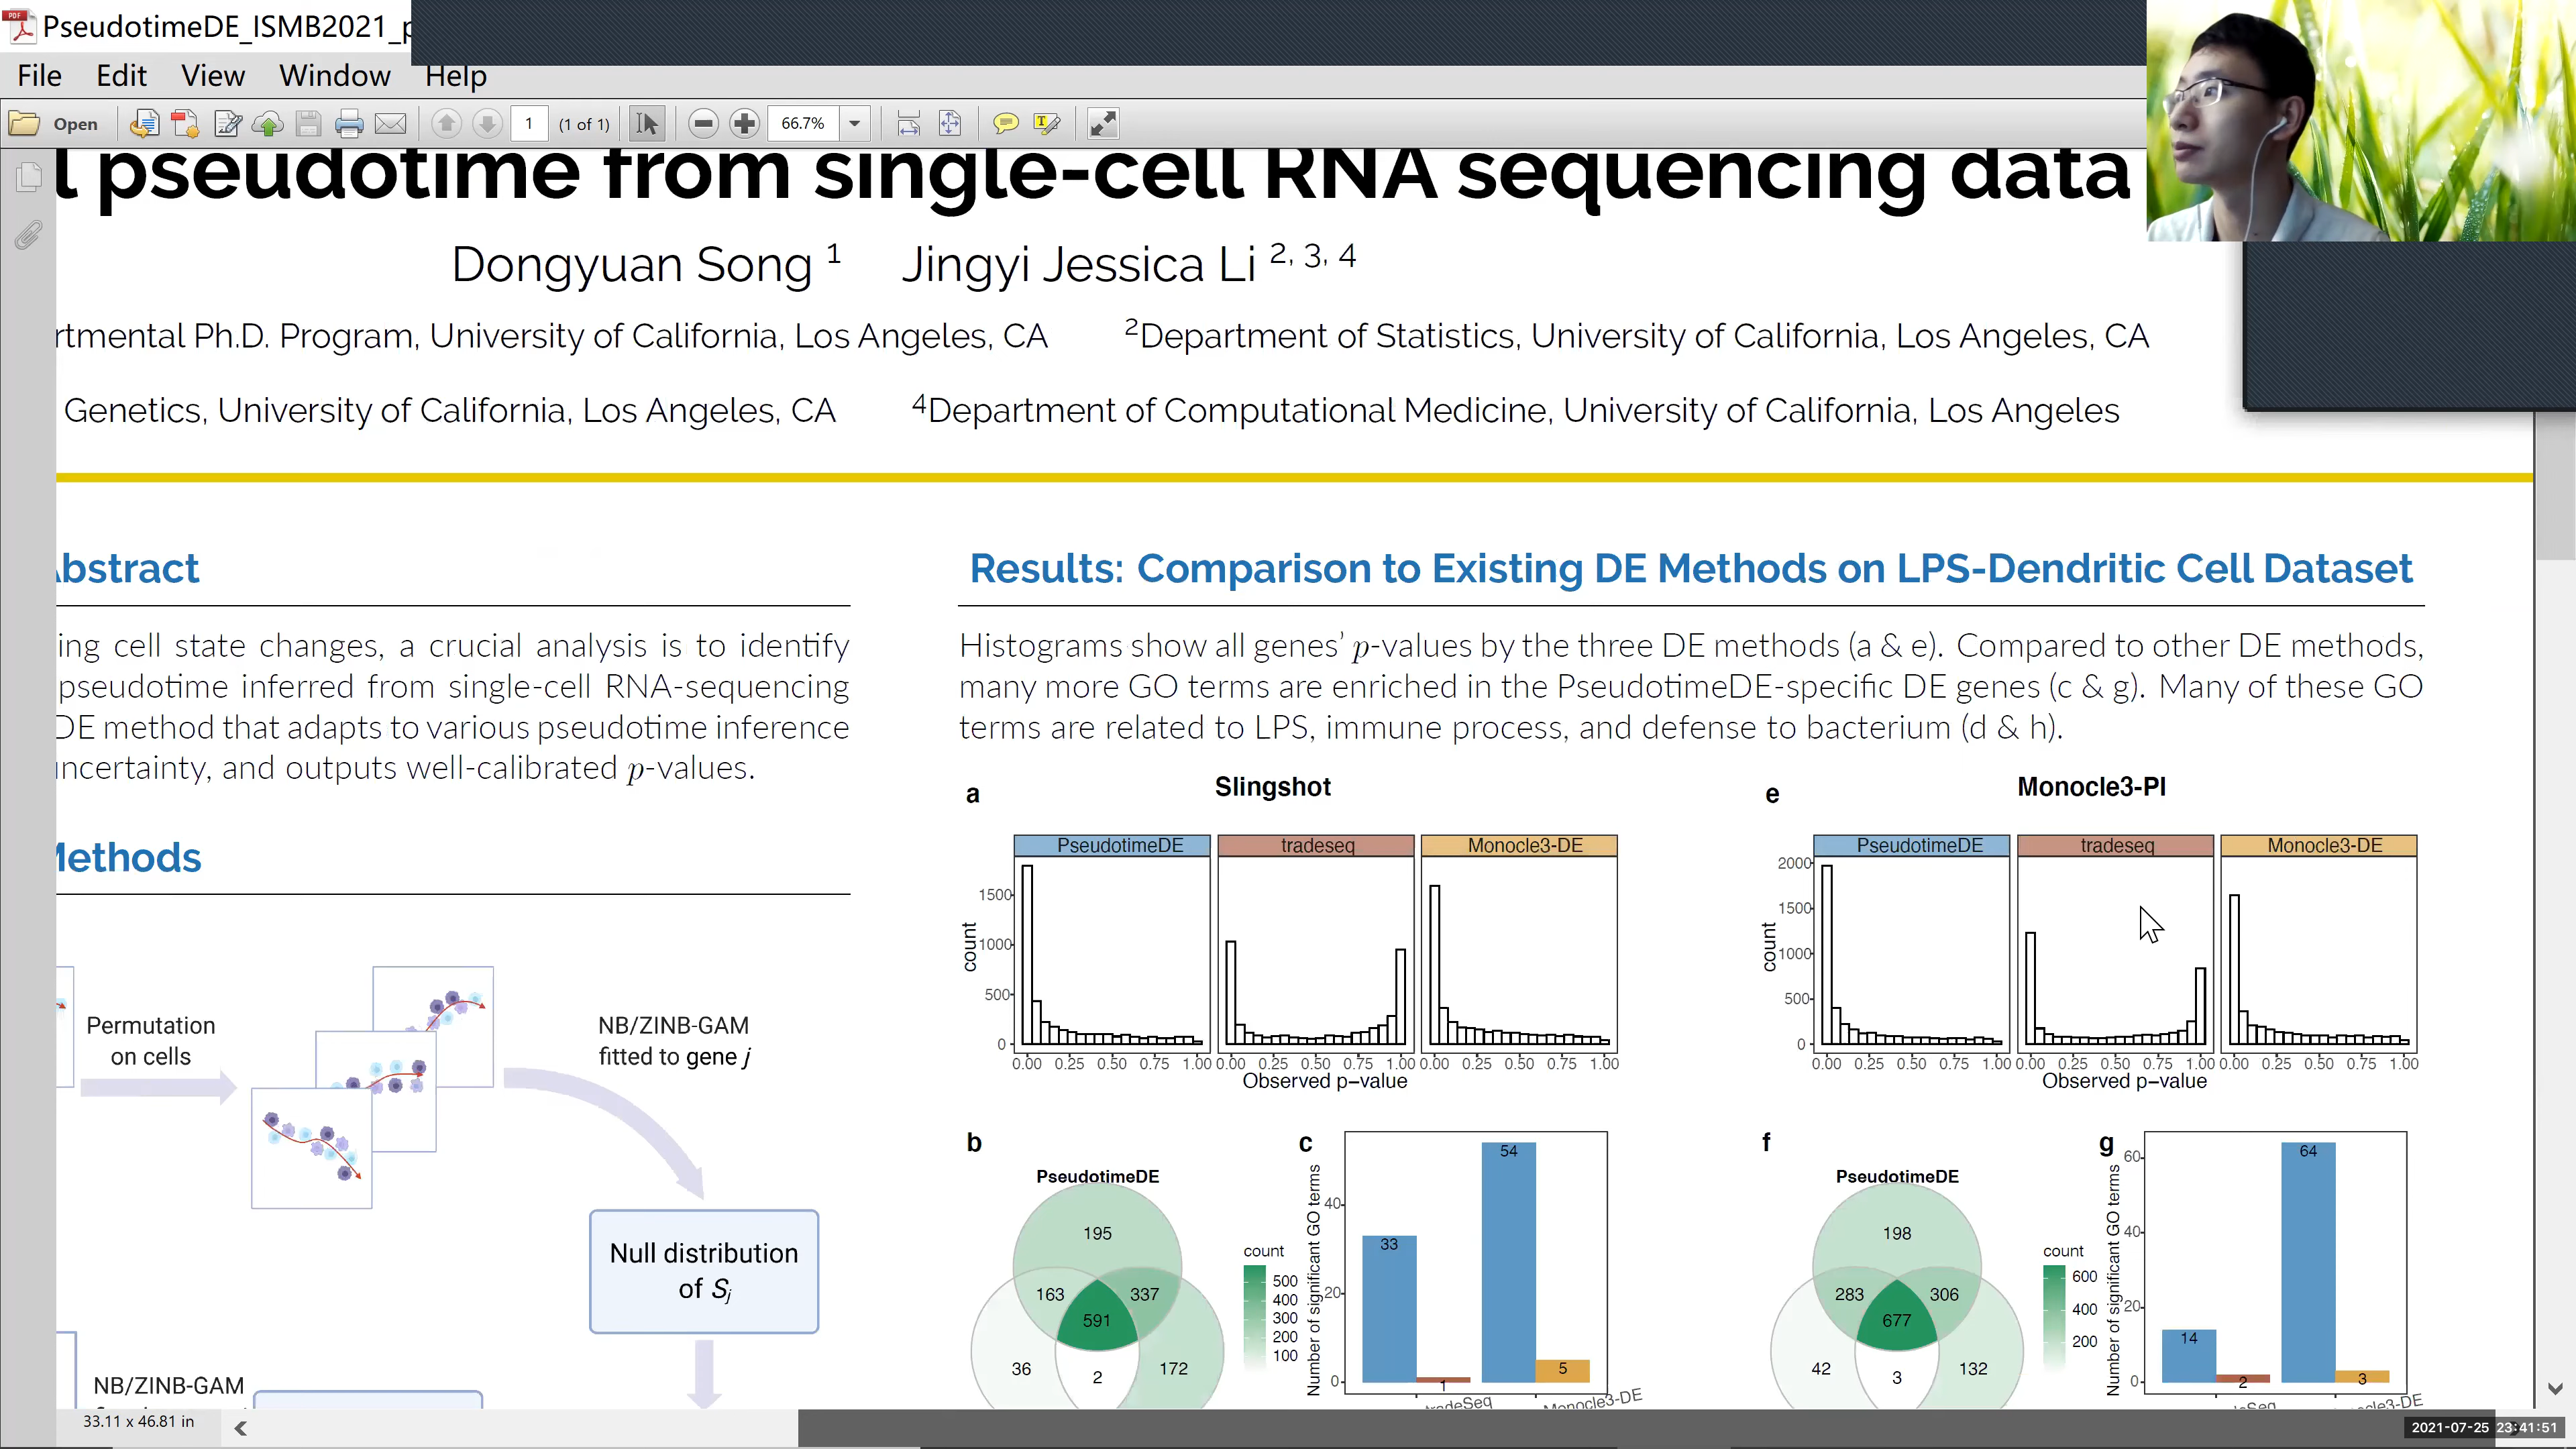 PseudotimeDE_ISMB2021_p
File Edit View Window Help
Open 1 (1 of 1) 66.7%
l pseudotime from single-cell RNA sequencing data
Dongyuan Song 1 Jingyi Jessica Li 2, 3, 4
rtmental Ph.D. Program, University of California, Los Angeles, CA 2Department of Statistics, University of California, Los Angeles, CA
Genetics, University of California, Los Angeles, CA 4Department of Computational Medicine, University of California, Los Angeles
Abstract
ing cell state changes, a crucial analysis is to identify
pseudotime inferred from single-cell RNA-sequencing
DE method that adapts to various pseudotime inference
uncertainty, and outputs well-calibrated p-values.
Methods
Permutation
on cells
NB/ZINB-GAM
fitted to gene j
Null distribution
of Sj
NB/ZINB-GAM
Results: Comparison to Existing DE Methods on LPS-Dendritic Cell Dataset
Histograms show all genes' p-values by the three DE methods (a & e). Compared to other DE methods,
many more GO terms are enriched in the PseudotimeDE-specific DE genes (c & g). Many of these GO
terms are related to LPS, immune process, and defense to bacterium (d & h).
a Slingshot
PseudotimeDE tradeseq Monocle3-DE
count
1500
1000
500
0
0.00 0.25 0.50 0.75 1.00 0.00 0.25 0.50 0.75 1.00 0.00 0.25 0.50 0.75 1.00
Observed p-value
e Monocle3-PI
PseudotimeDE tradeseq Monocle3-DE
count
2000
1500
1000
500
0
0.00 0.25 0.50 0.75 1.00 0.00 0.25 0.50 0.75 1.00 0.00 0.25 0.50 0.75 1.00
Observed p-value
b
PseudotimeDE
195
163 337
591
36 2 172
count
500
400
300
200
100
c
Number of significant GO terms
40
20
0
33 1 54 5
tradeSeq Monocle3-DE
f
PseudotimeDE
198
283 306
677
42 3 132
count
600
400
200
g
Number of significant GO terms
60
40
20
0
14 2 64 3
deSeq ocle3-DE
33.11 x 46.81 in
2021-07-25 23:41:51